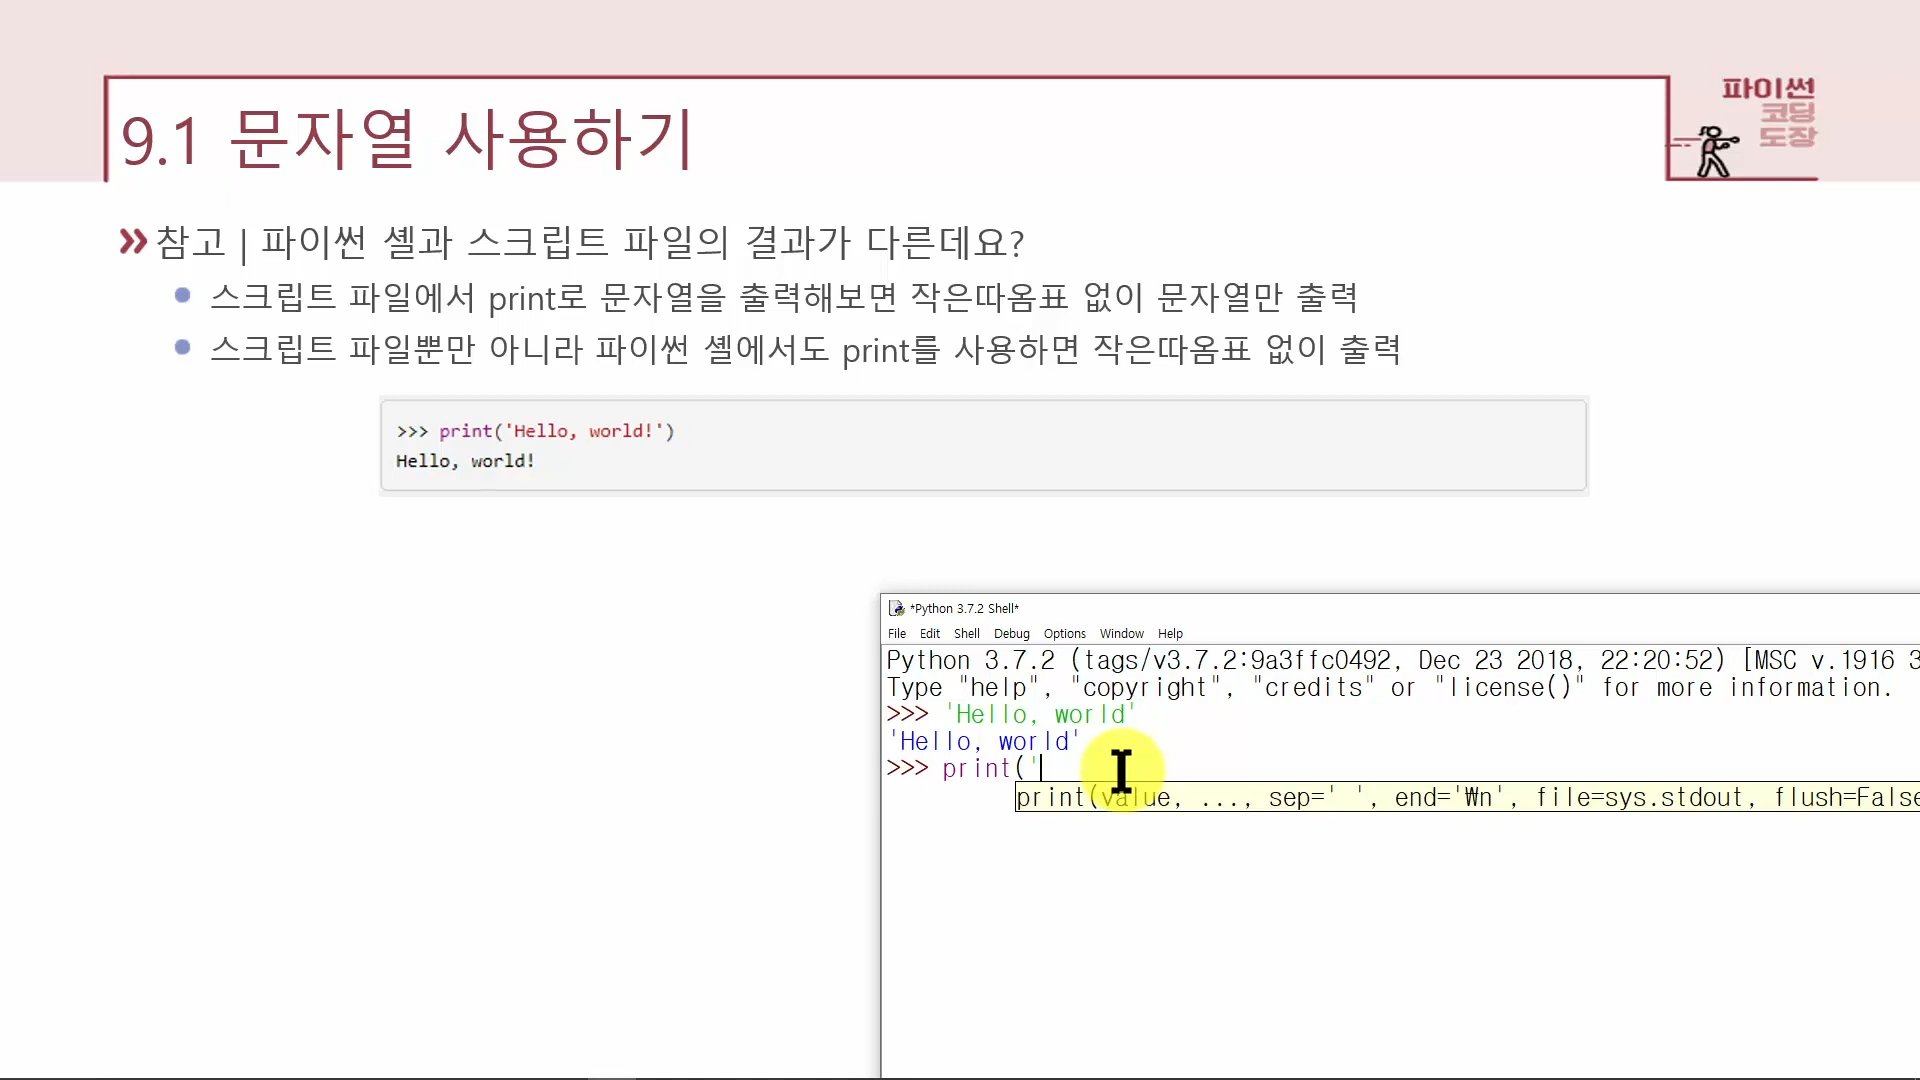 파이썬
코딩
도장
9.1 문자열 사용하기
참고 | 파이썬 셸과 스크립트 파일의 결과가 다른데요?
스크립트 파일에서 print로 문자열을 출력해보면 작은따옴표 없이 문자열만 출력
스크립트 파일뿐만 아니라 파이썬 셸에서도 print를 사용하면 작은따옴표 없이 출력
>>> print('Hello, world!')
Hello, world!
*Python 3.7.2 Shell*
File Edit Shell Debug Options Window Help
Python 3.7.2 (tags/v3.7.2:9a3ffc0492, Dec 23 2018, 22:20:52) [MSC v.1916 3
Type "help", "copyright", "credits" or "license()" for more information.
>>> 'Hello, world'
'Hello, world'
>>> print('
print(value, ..., sep=' ', end='₩n', file=sys.stdout, flush=False